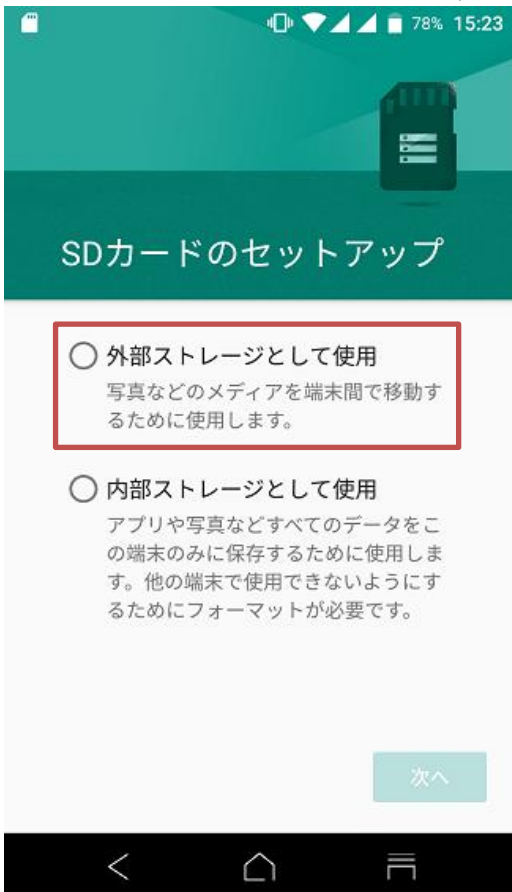 78% 15:23
SDカードのセットアップ
外部ストレージとして使用
写真などのメディアを端末間で移動す
るために使用します。
内部ストレージとして使用
アプリや写真などすべてのデータをこ
の端末のみに保存するために使用しま
す。他の端末で使用できないようにす
るためにフォーマットが必要です。
次へ